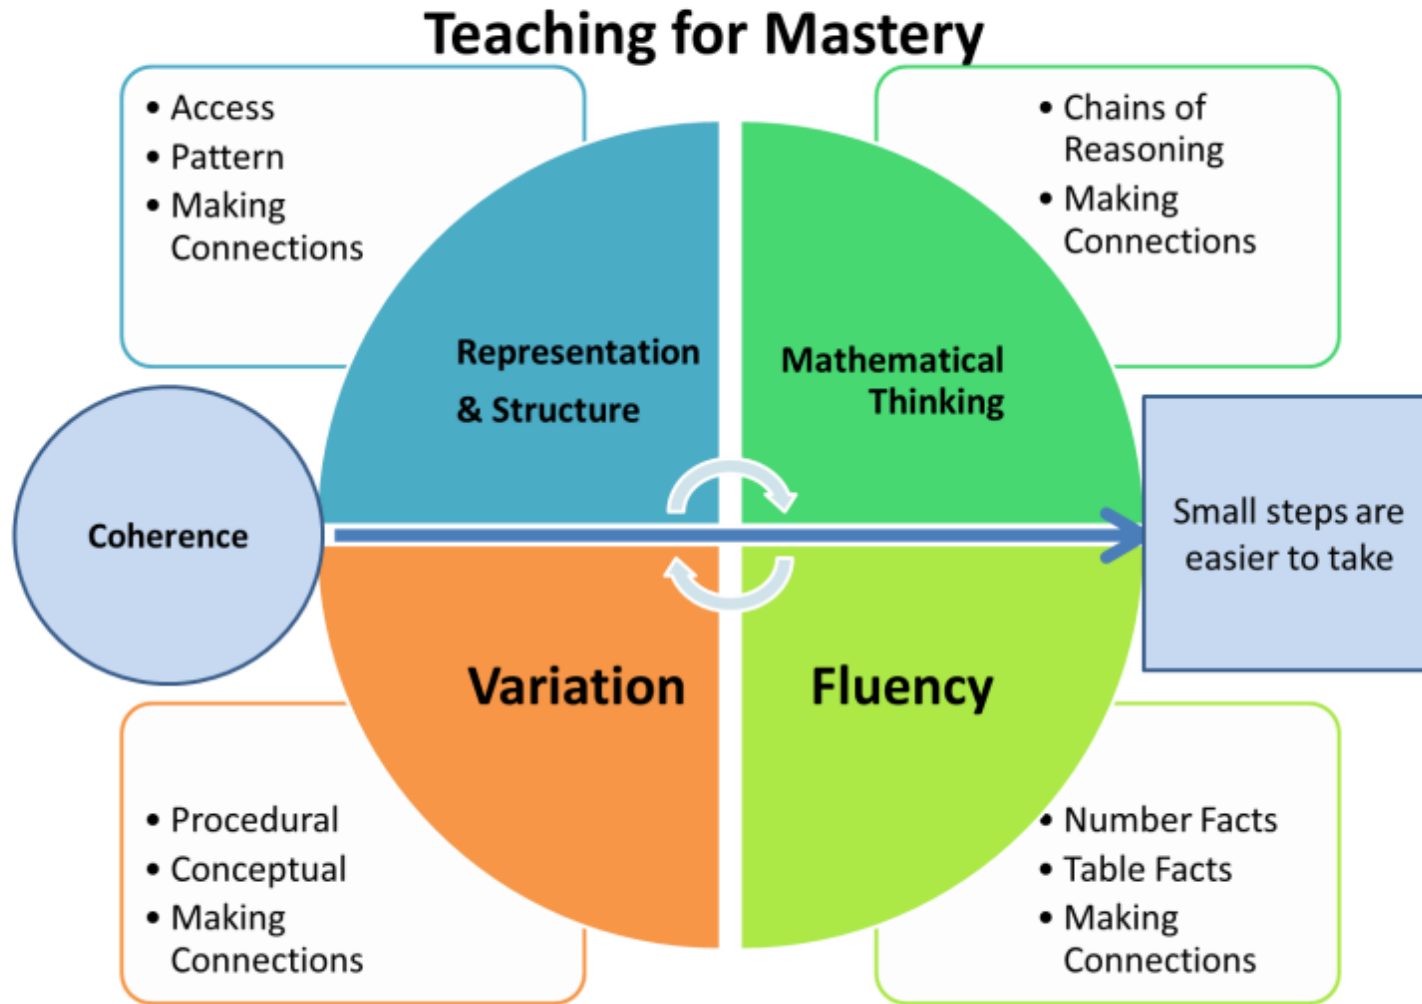 Teaching for Mastery
• Access
• Pattern
• Making
Connections
• Chains of
Reasoning
• Making
Connections
Representation
& Structure
Mathematical
Thinking
Coherence
Small steps are
easier to take
Variation
Fluency
• Procedural
• Conceptual
• Making
Connections
• Number Facts
• Table Facts
• Making
Connections